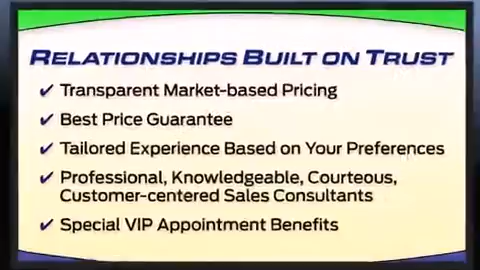 RELATIONSHIPS BUILT ON TRUST
✔ Transparent Market-based Pricing
✔ Best Price Guarantee
✔ Tailored Experience Based on Your Preferences
✔ Professional, Knowledgeable, Courteous,
Customer-centered Sales Consultants
✔ Special VIP Appointment Benefits